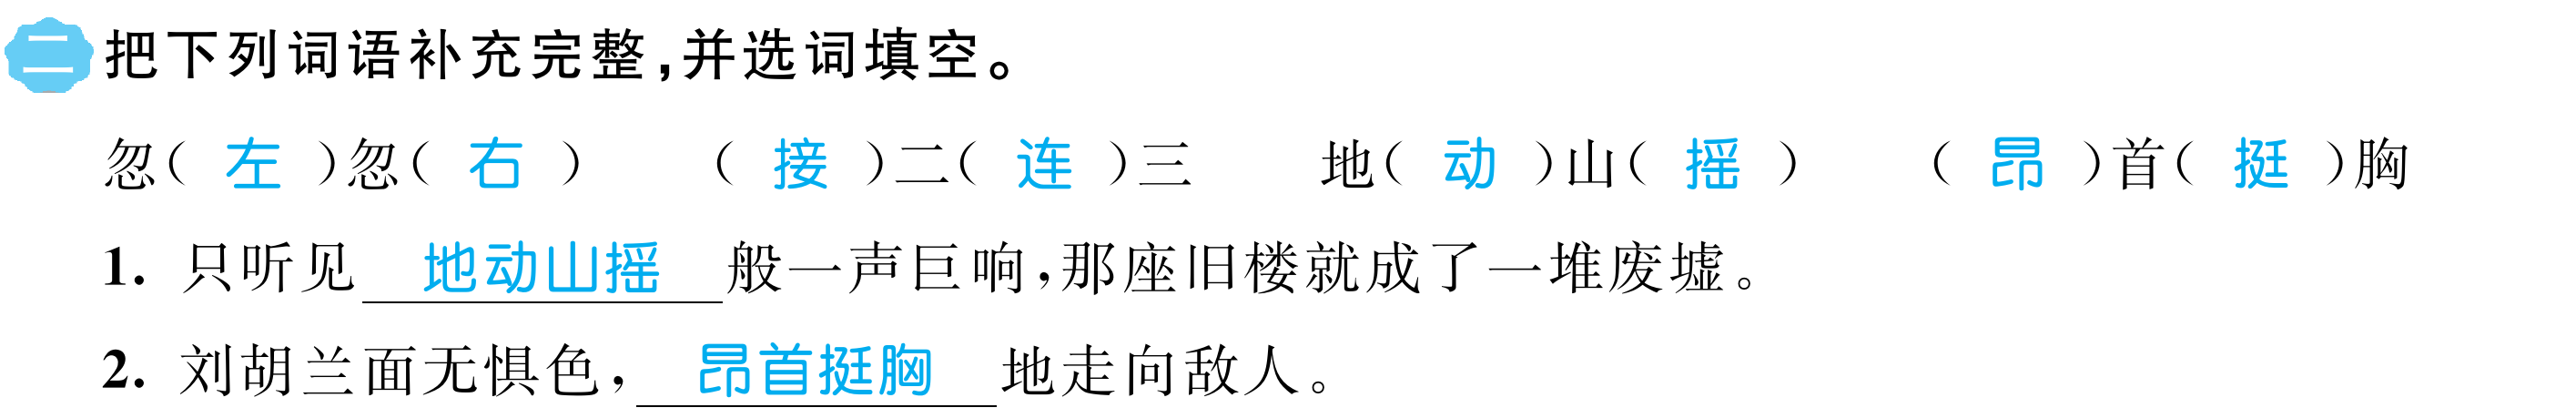 二 把下列词语补充完整,并选词填空。
忽( 左 )忽( 右 ) ( 接 )二( 连 )三 地( 动 )山( 摇 ) ( 昂 )首( 挺 )胸
1. 只听见 地动山摇 般一声巨响,那座旧楼就成了一堆废墟。
2. 刘胡兰面无惧色, 昂首挺胸 地走向敌人。